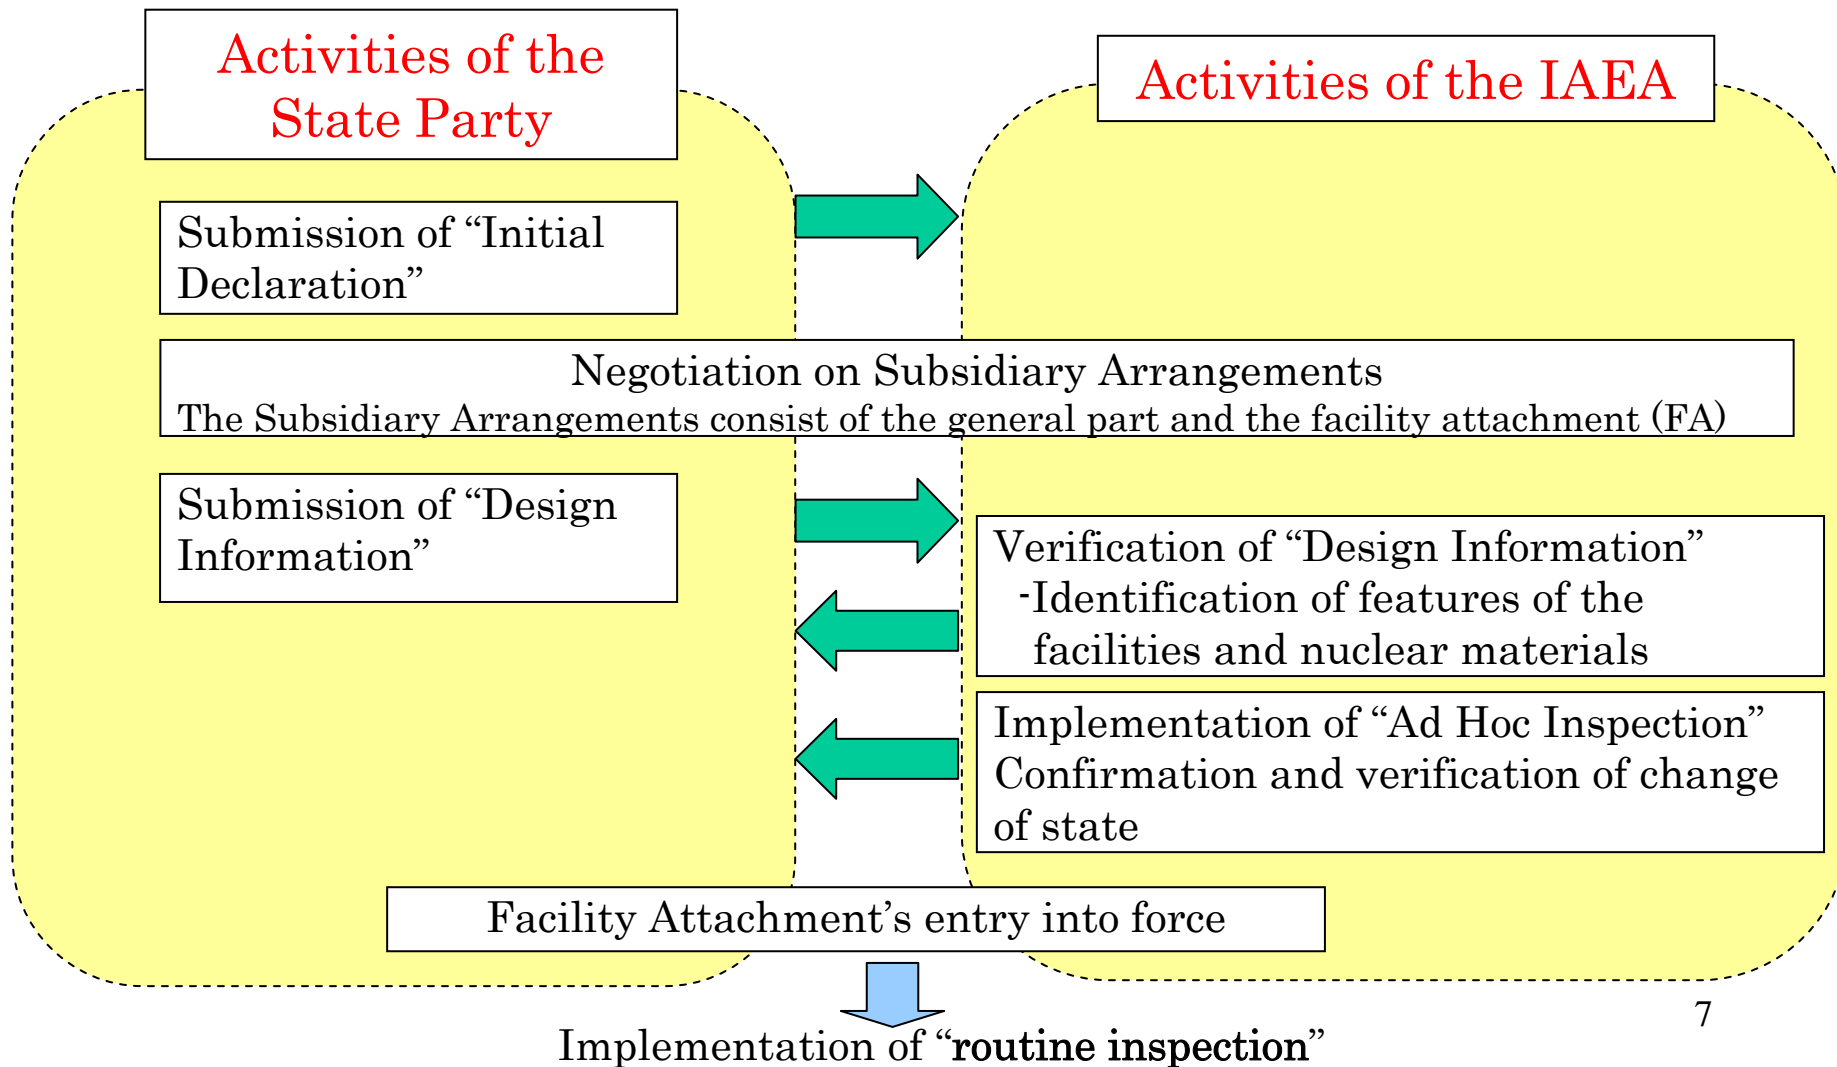 Activities of the
State Party
Activities of the IAEA
Submission of “Initial
Declaration”
Negotiation on Subsidiary Arrangements
The Subsidiary Arrangements consist of the general part and the facility attachment (FA)
Submission of “Design
Information”
Verification of “Design Information”
-Identification of features of the
facilities and nuclear materials
Implementation of “Ad Hoc Inspection”
Confirmation and verification of change
of state
Facility Attachment’s entry into force
7
Implementation of “routine inspection”